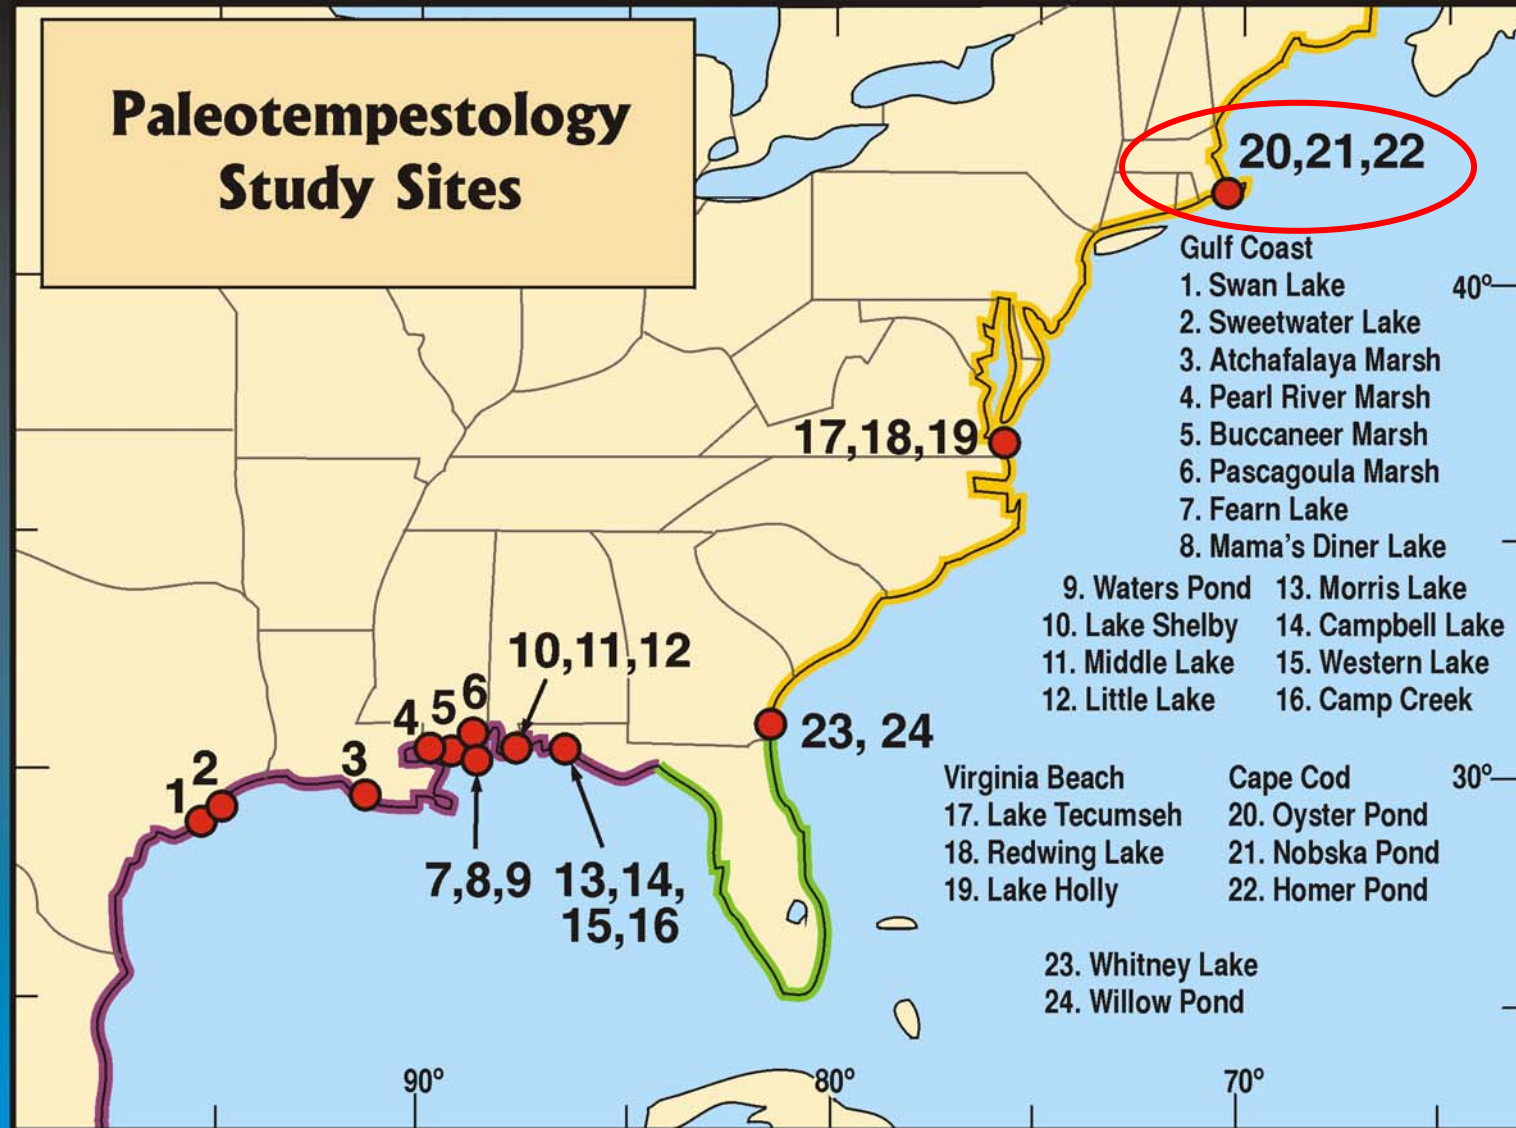 Paleotempestology
Study Sites
20,21,22
Gulf Coast
1. Swan Lake
40º
2. Sweetwater Lake
3. Atchafalaya Marsh
4. Pearl River Marsh
17,18,19
5. Buccaneer Marsh
6. Pascagoula Marsh
7. Fearn Lake
8. Mama's Diner Lake
9. Waters Pond 13. Morris Lake
10. Lake Shelby 14. Campbell Lake
11. Middle Lake 15. Western Lake
12. Little Lake 16. Camp Creek
10,11,12
4 5 6
23, 24
1 2
3
7,8,9
13,14,
15,16
Virginia Beach
17. Lake Tecumseh
18. Redwing Lake
19. Lake Holly
Cape Cod
20. Oyster Pond
21. Nobska Pond
22. Homer Pond
30º
23. Whitney Lake
24. Willow Pond
90º 80º 70º